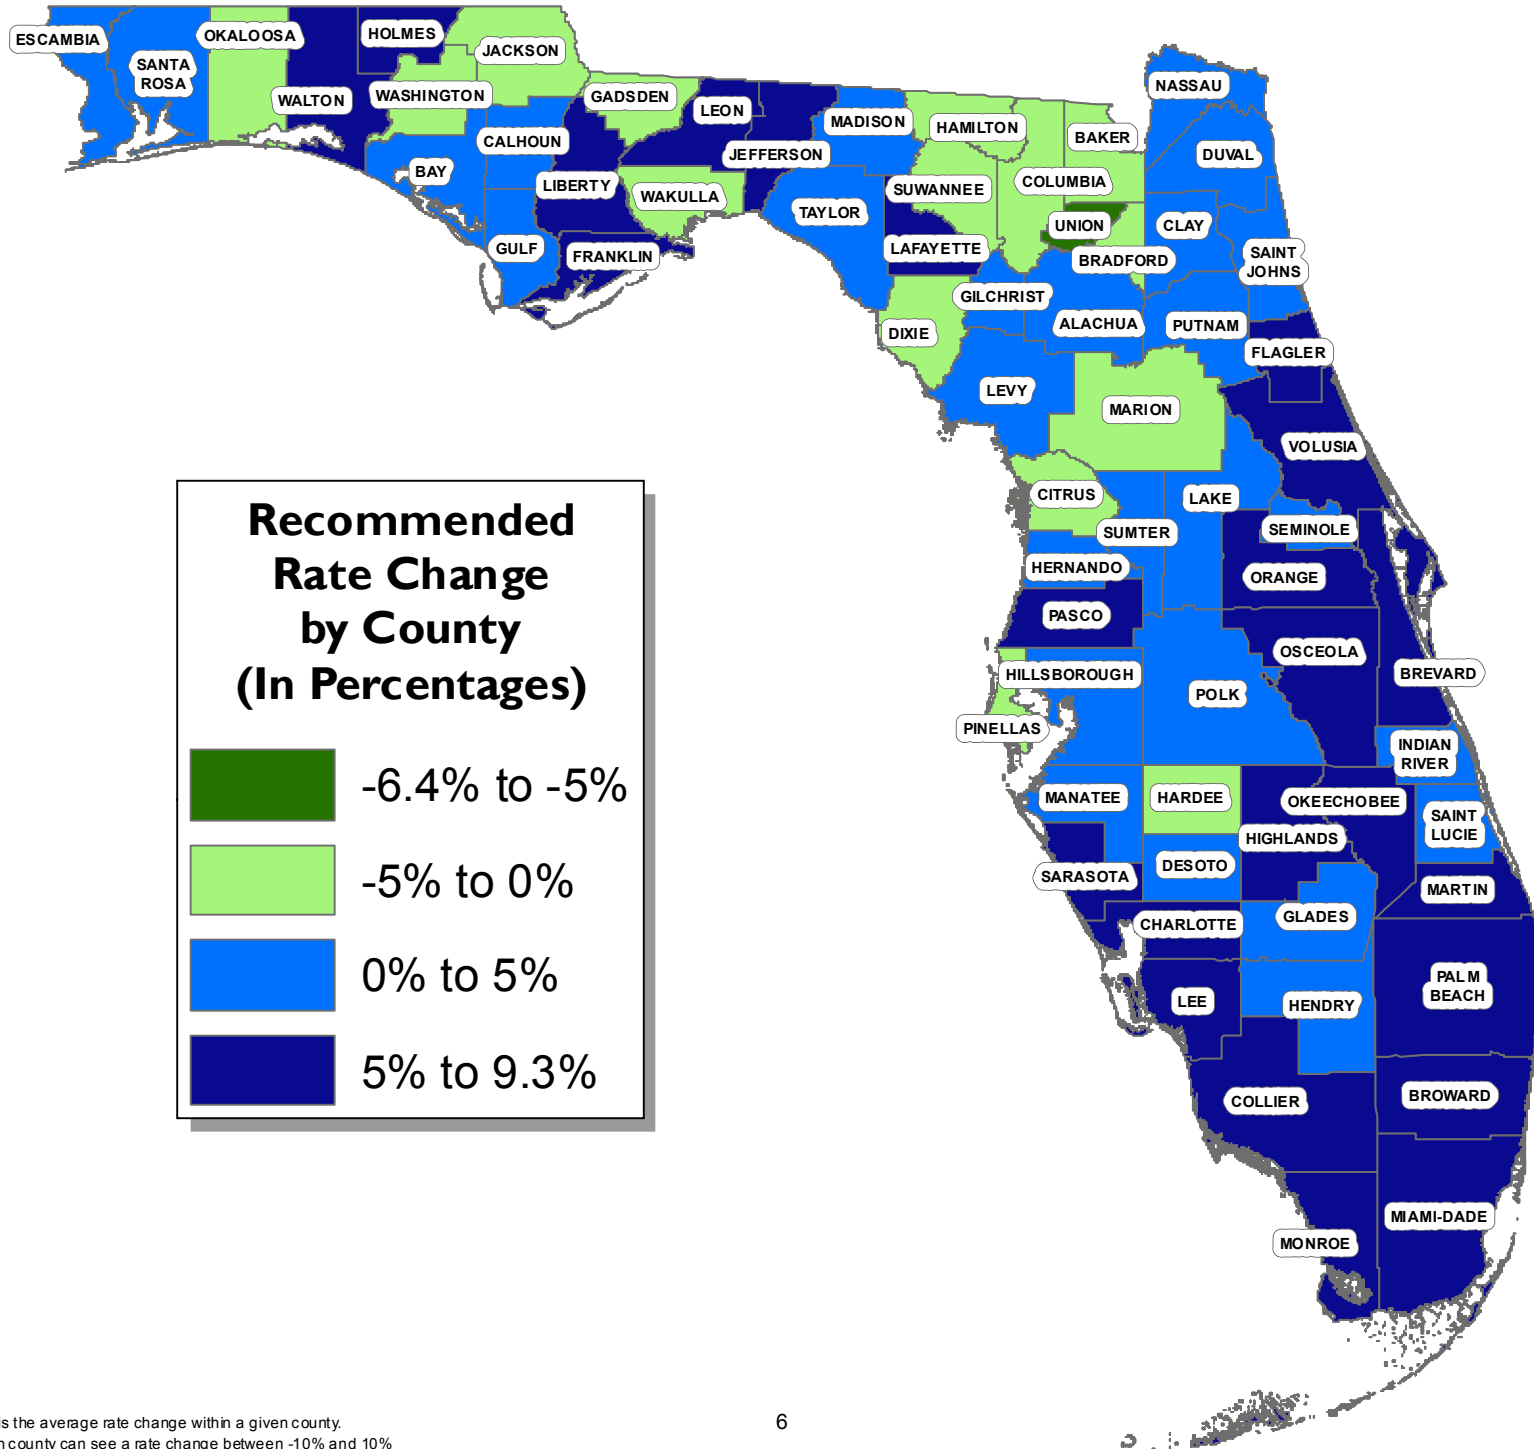 ESCAMBIA
SANTA
ROSA
OKALOOSA
WALTON
HOLMES
WASHINGTON
JACKSON
BAY
CALHOUN
GULF
LIBERTY
FRANKLIN
GADSDEN
LEON
WAKULLA
JEFFERSON
MADISON
TAYLOR
HAMILTON
SUWANNEE
LAFAYETTE
DIXIE
COLUMBIA
BAKER
UNION
BRADFORD
GILCHRIST
ALACHUA
LEVY
NASSAU
DUVAL
CLAY
SAINT
JOHNS
PUTNAM
FLAGLER
MARION
VOLUSIA
CITRUS
SUMTER
LAKE
SEMINOLE
HERNANDO
ORANGE
PASCO
OSCEOLA
BREVARD
HILLSBOROUGH
POLK
PINELLAS
INDIAN
RIVER
MANATEE
HARDEE
OKEECHOBEE
HIGHLANDS
SAINT
LUCIE
SARASOTA
DESOTO
MARTIN
CHARLOTTE
GLADES
LEE
HENDRY
PALM
BEACH
COLLIER
BROWARD
MIAMI-DADE
MONROE
Recommended
Rate Change
by County
(In Percentages)
-6.4% to -5%
-5% to 0%
0% to 5%
5% to 9.3%
is the average rate change within a given county.
county can see a rate change between -10% and 10%
6